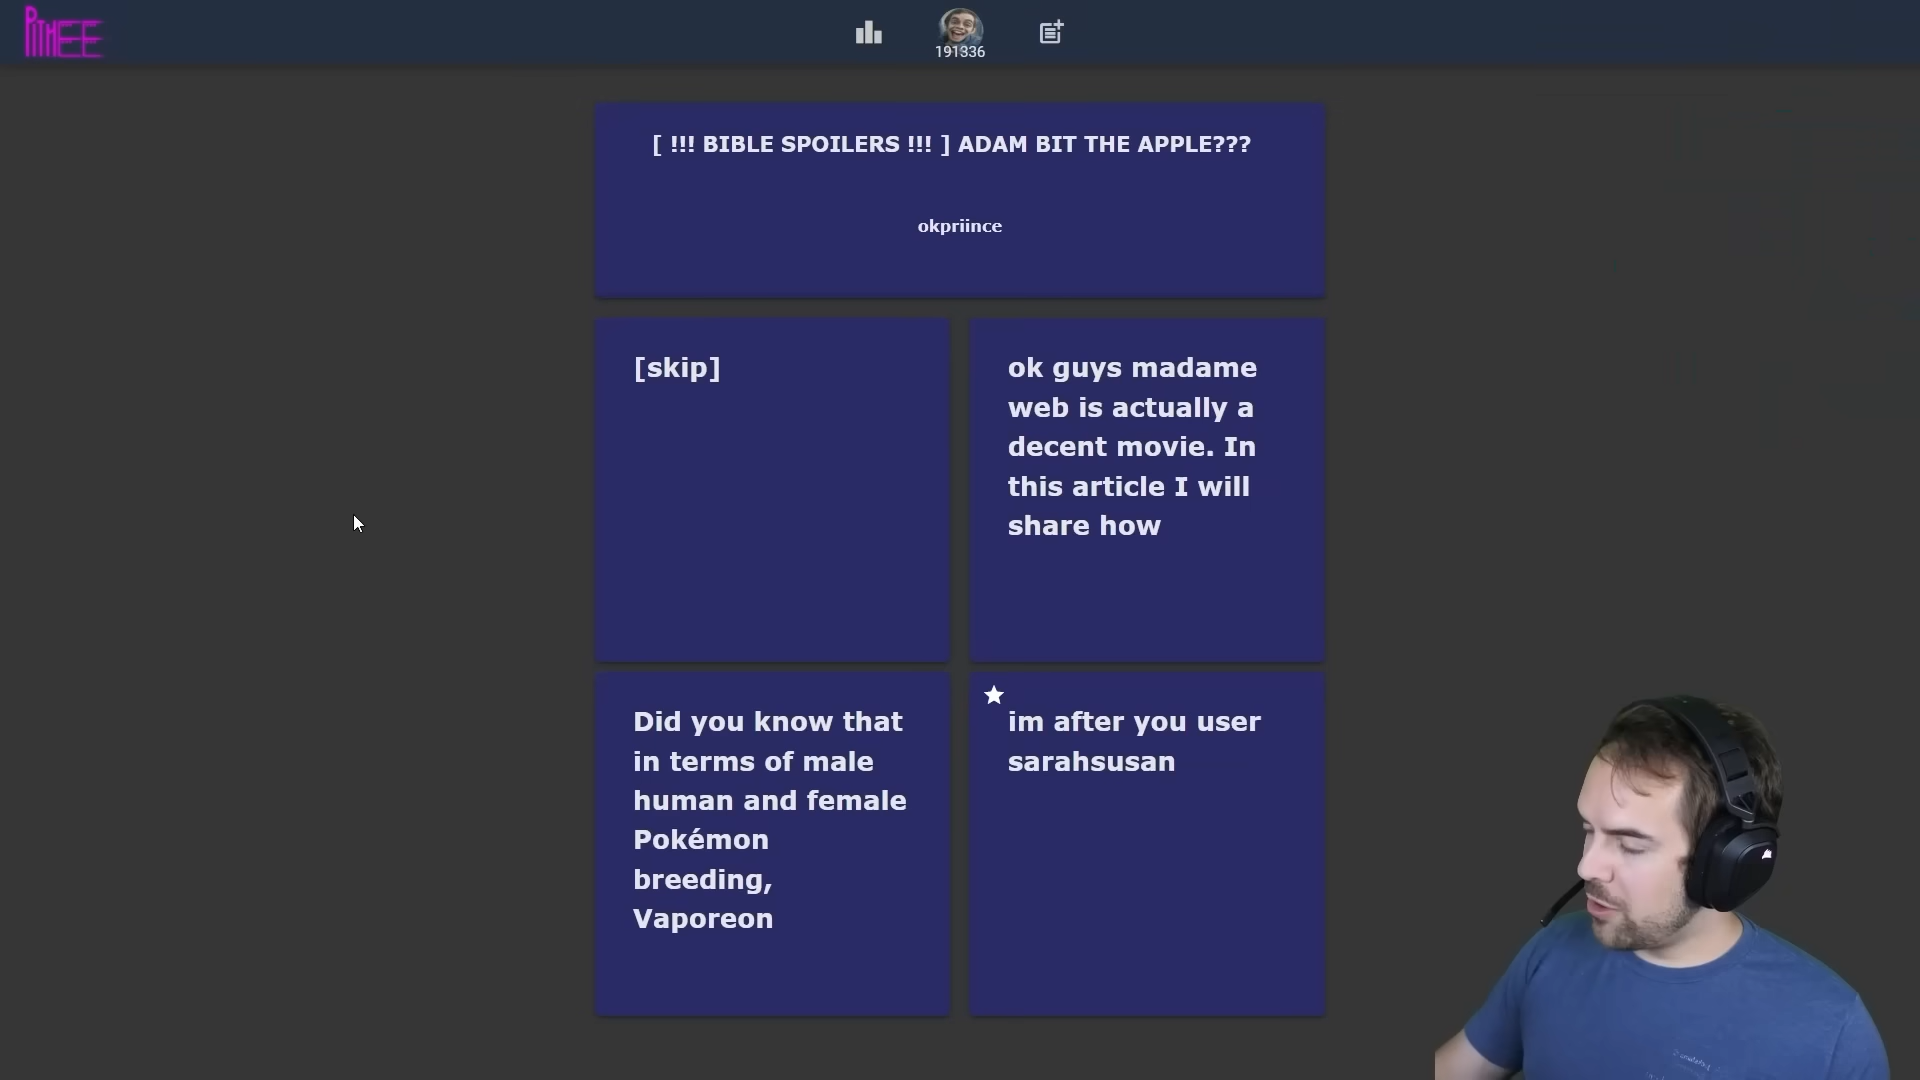 PITHEE
191336
[ !!! BIBLE SPOILERS !!! ] ADAM BIT THE APPLE???
okpriince
[skip]
ok guys madame
web is actually a
decent movie. In
this article I will
share how
Did you know that
in terms of male
human and female
Pokémon
breeding,
Vaporeon
im after you user
sarahsusan